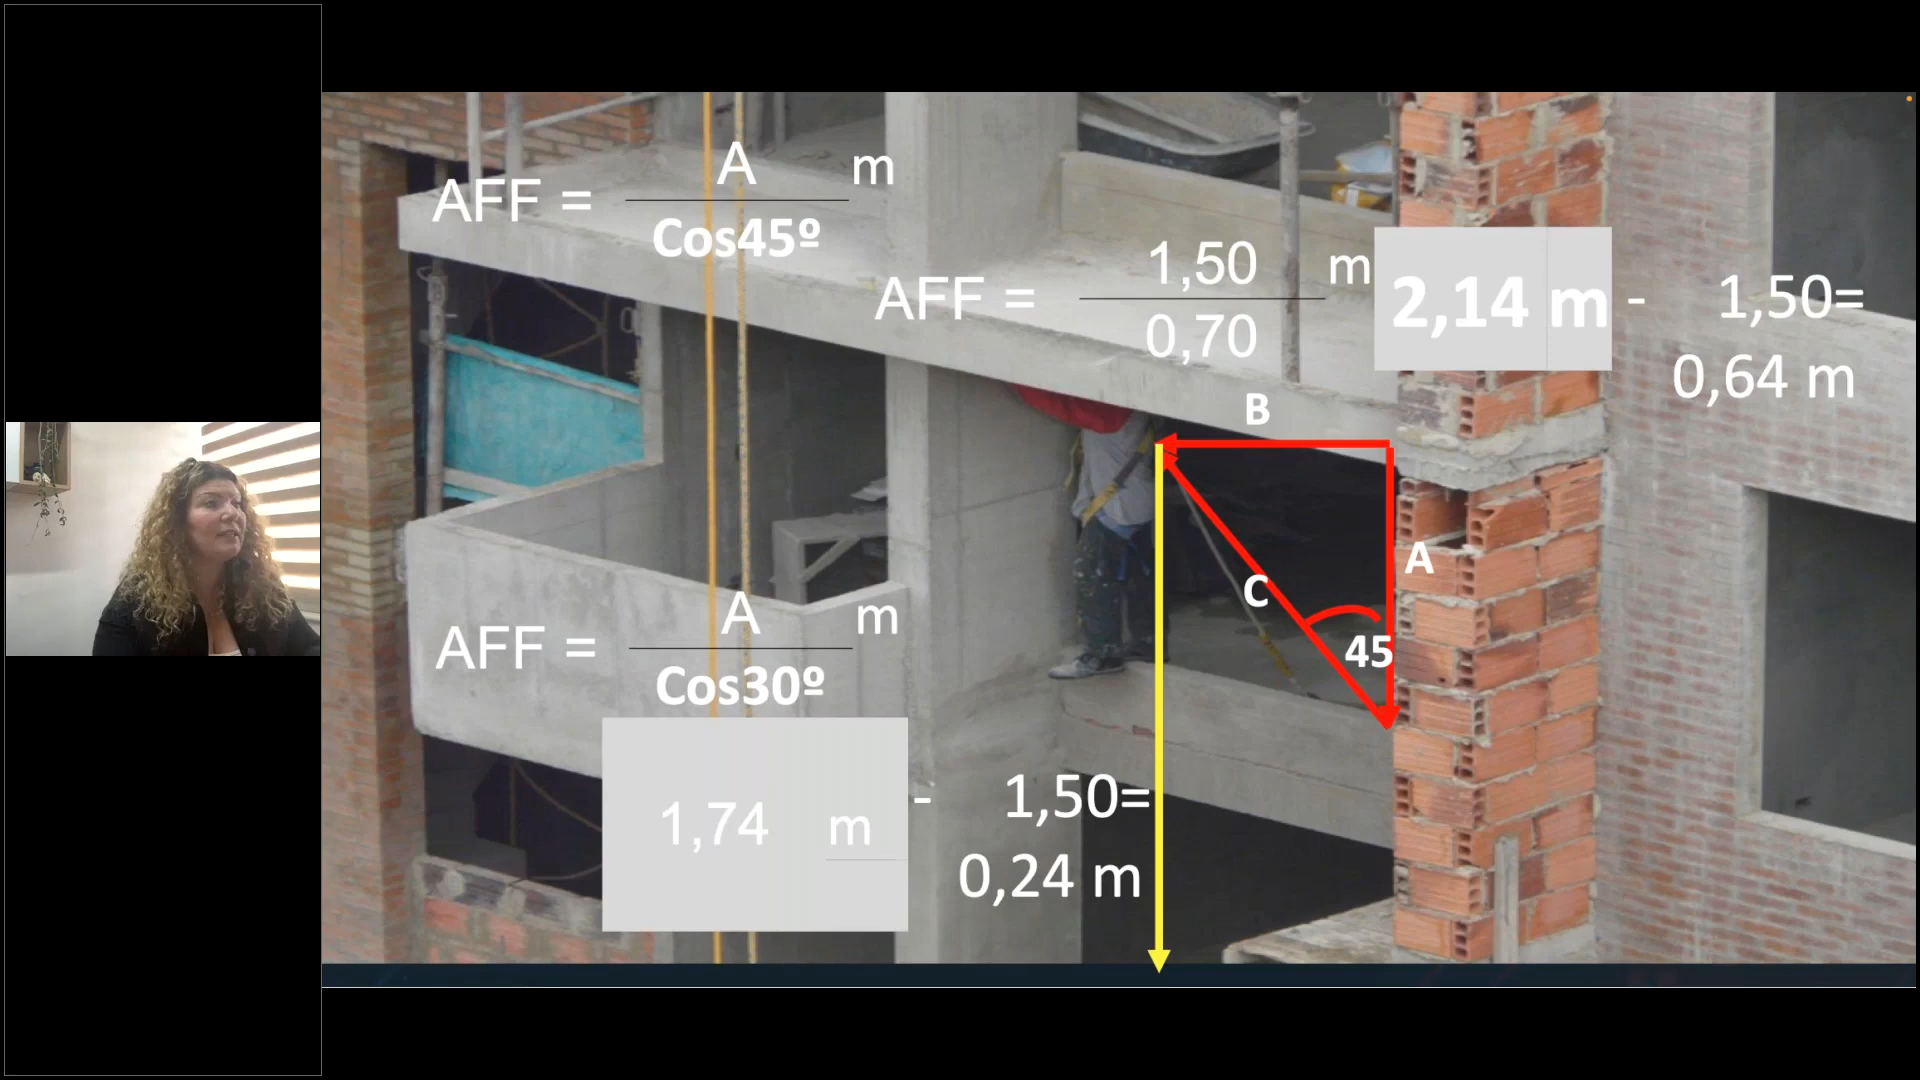 AFF = A m
Cos45º
AFF = 1,50 m 2,14 m - 1,50=
0,70 0,64 m
B
A
C
45
AFF = A m
Cos30º
1,74 m - 1,50=
0,24 m